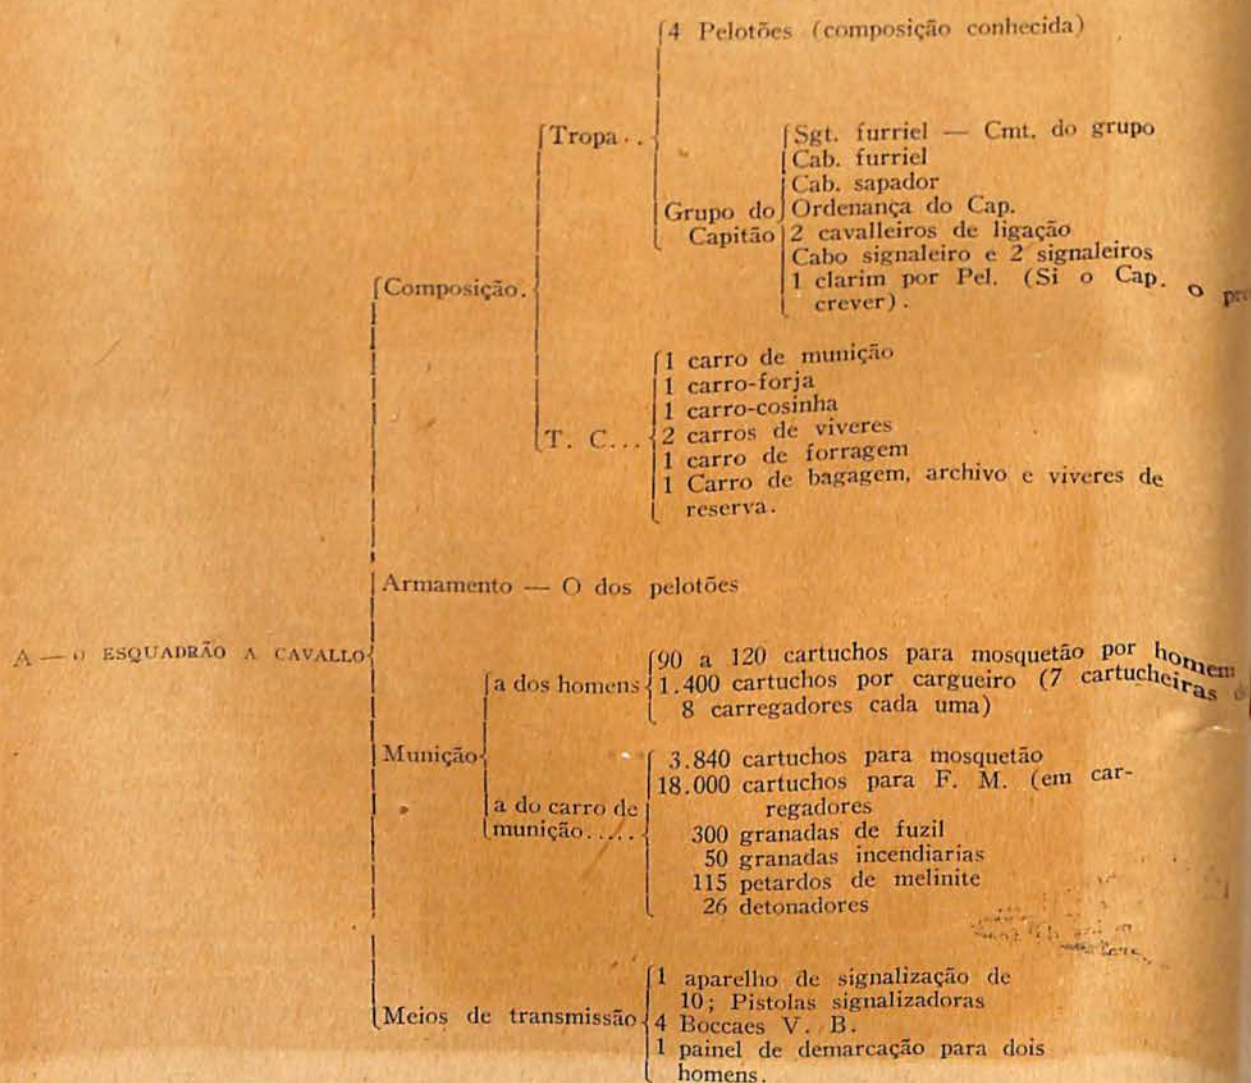 4 Pelotões (composição conhecida)
Tropa..
Sgt. furriel — Cmt. do grupo
Cab. furriel
Cab. sapador
Grupo do Capitão
Ordenança do Cap.
2 cavalleiros de ligação
Cabo signaleiro e 2 signaleiros
1 clarim por Pel. (Si o Cap. o
crever).
Composição.
1 carro de munição
1 carro-forja
1 carro-cosinha
T. C...
2 carros de viveres
1 carro de forragem
1 Carro de bagagem, archivo e viveres de
reserva.
Armamento — O dos pelotões
A — O ESQUADRÃO A CAVALLO
90 a 120 cartuchos para mosquetão por homem
a dos homens
1.400 cartuchos por cargueiro (7 cartucheiras
8 carregadores cada uma)
Munição
3.840 cartuchos para mosquetão
18.000 cartuchos para F. M. (em car-
regadores
a do carro de
munição.....
300 granadas de fuzil
50 granadas incendiarias
115 petardos de melinite
26 detonadores
Meios de transmissão
1 aparelho de signalização de
10; Pistolas signalizadoras
4 Boccaes V. B.
1 painel de demarcação para dois
homens.